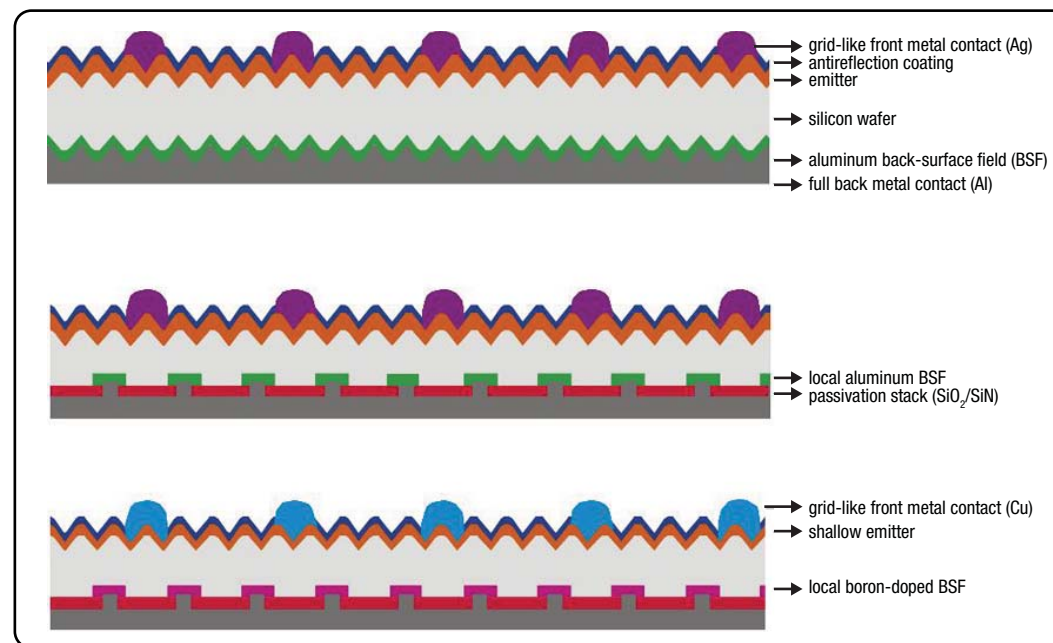 grid-like front metal contact (Ag)
antireflection coating
emitter
silicon wafer
aluminum back-surface field (BSF)
full back metal contact (Al)
local aluminum BSF
passivation stack (SiO₂/SiN)
grid-like front metal contact (Cu)
shallow emitter
local boron-doped BSF